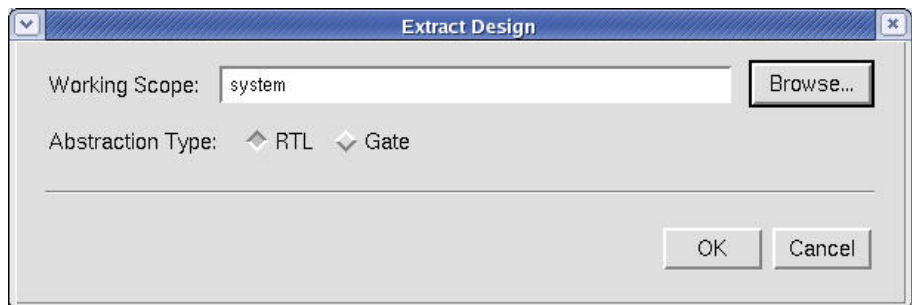 Extract Design
Working Scope: system Browse...
Abstraction Type: RTL Gate
OK Cancel